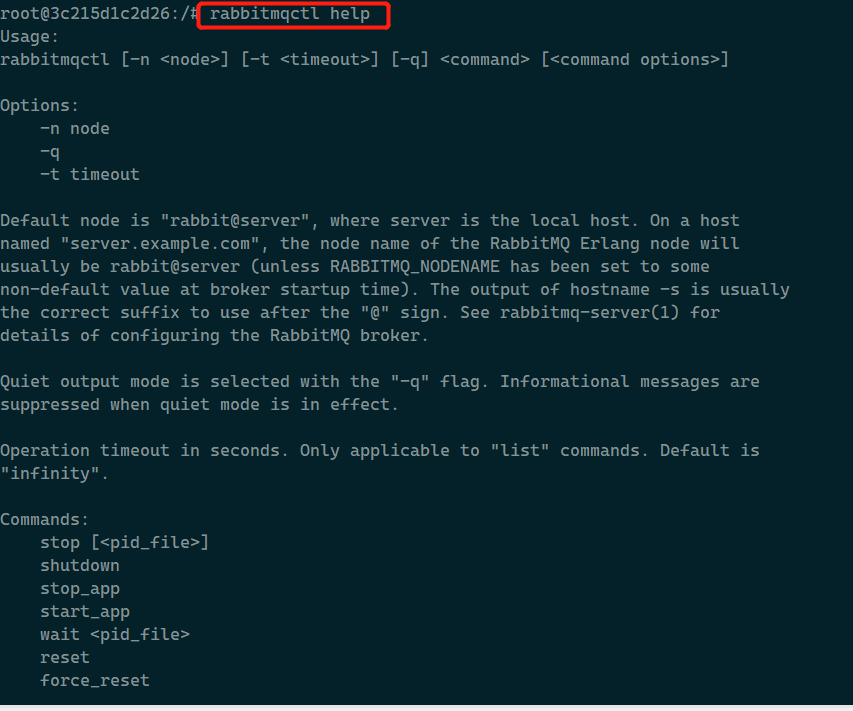 root@3c215d1c2d26:/# rabbitmqctl help
Usage:
rabbitmqctl [-n <node>] [-t <timeout>] [-q] <command> [<command options>]
Options:
-n node
-q
-t timeout
Default node is "rabbit@server", where server is the local host. On a host
named "server.example.com", the node name of the RabbitMQ Erlang node will
usually be rabbit@server (unless RABBITMQ_NODENAME has been set to some
non-default value at broker startup time). The output of hostname -s is usually
the correct suffix to use after the "@" sign. See rabbitmq-server(1) for
details of configuring the RabbitMQ broker.
Quiet output mode is selected with the "-q" flag. Informational messages are
suppressed when quiet mode is in effect.
Operation timeout in seconds. Only applicable to "list" commands. Default is
"infinity".
Commands:
stop [<pid_file>]
shutdown
stop_app
start_app
wait <pid_file>
reset
force_reset